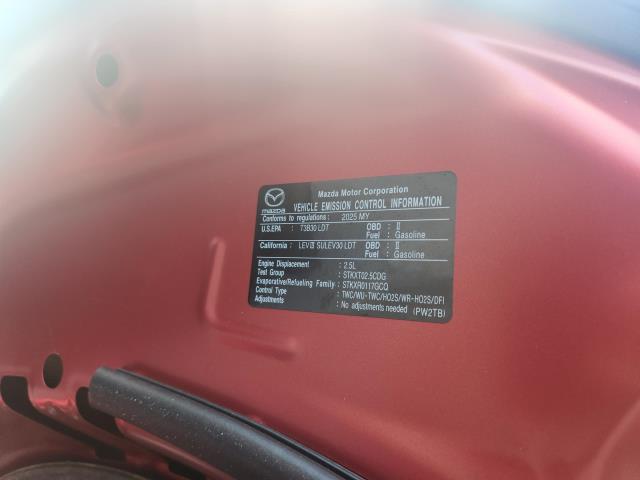 Mazda Motor Corporation
mazda
VEHICLE EMISSION CONTROL INFORMATION
Conforms to regulations: 2025 MY
U.S.EPA : T3B30 LDT OBD : II
Fuel : Gasoline
California : LEVⅢ SULEV30 LDT OBD : II
Fuel : Gasoline
Engine Displacement : 2.5L
Test Group : STKXT02.5CDG
Evaporative/Refueling Family : STKXR0117GCQ
Control Type : TWC/WU-TWC/HO2S/WR-HO2S/DFI
Adjustments : No adjustments needed (PW2TB)